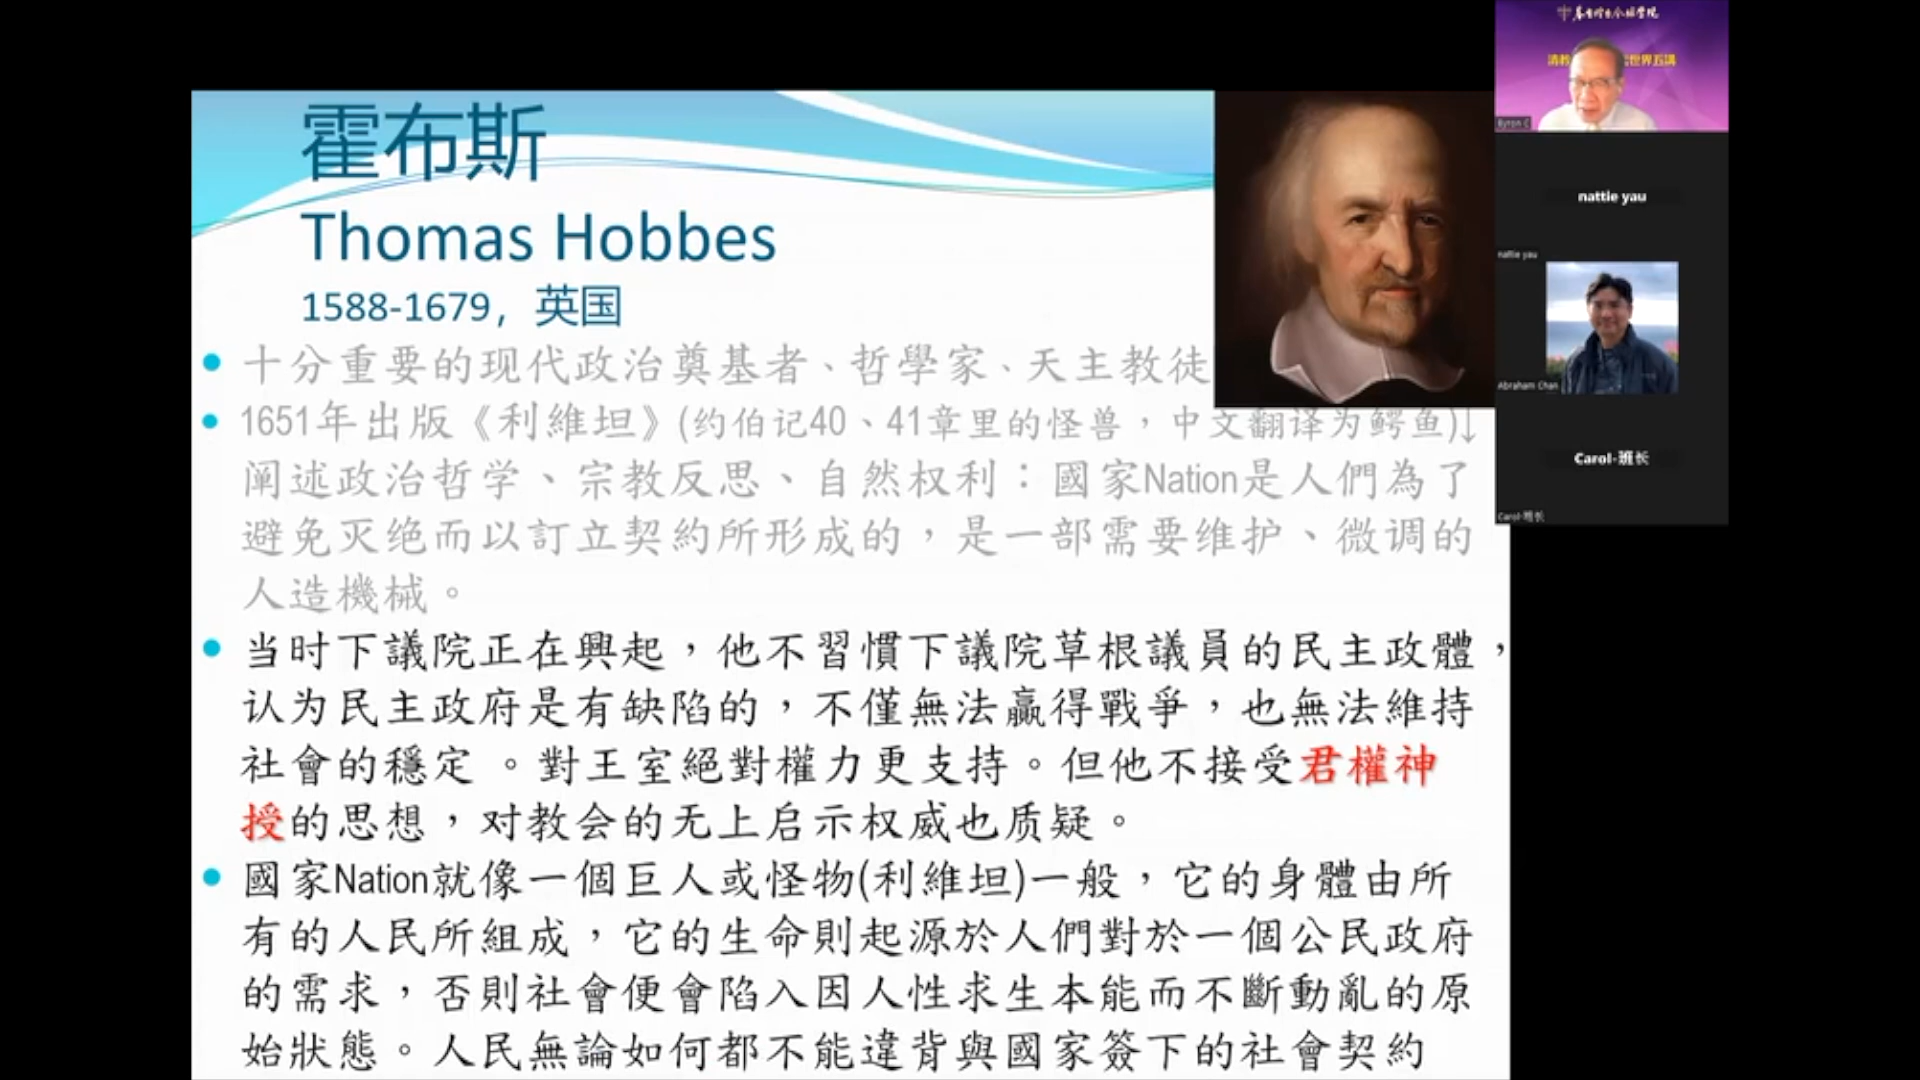 霍布斯
Thomas Hobbes
1588-1679，英国
十分重要的现代政治奠基者、哲學家、天主教徒
1651年出版《利維坦》(约伯记40、41章里的怪兽，中文翻译为鳄鱼)↓
阐述政治哲学、宗教反思、自然权利：國家Nation是人們為了
避免灭绝而以訂立契約所形成的，是一部需要维护、微调的
人造機械。
当时下議院正在興起，他不習慣下議院草根議員的民主政體，
认为民主政府是有缺陷的，不僅無法贏得戰爭，也無法維持
社會的穩定 。對王室絕對權力更支持。但他不接受君權神
授的思想，对教会的无上启示权威也质疑。
國家Nation就像一個巨人或怪物(利維坦)一般，它的身體由所
有的人民所組成，它的生命則起源於人們對於一個公民政府
的需求，否則社會便會陷入因人性求生本能而不斷動亂的原
始狀態。人民無論如何都不能違背與國家簽下的社會契約
清教
世界五講
Byron C
nattie yau
nattie yau
Abraham Chan
Carol-班长
Carol-班长